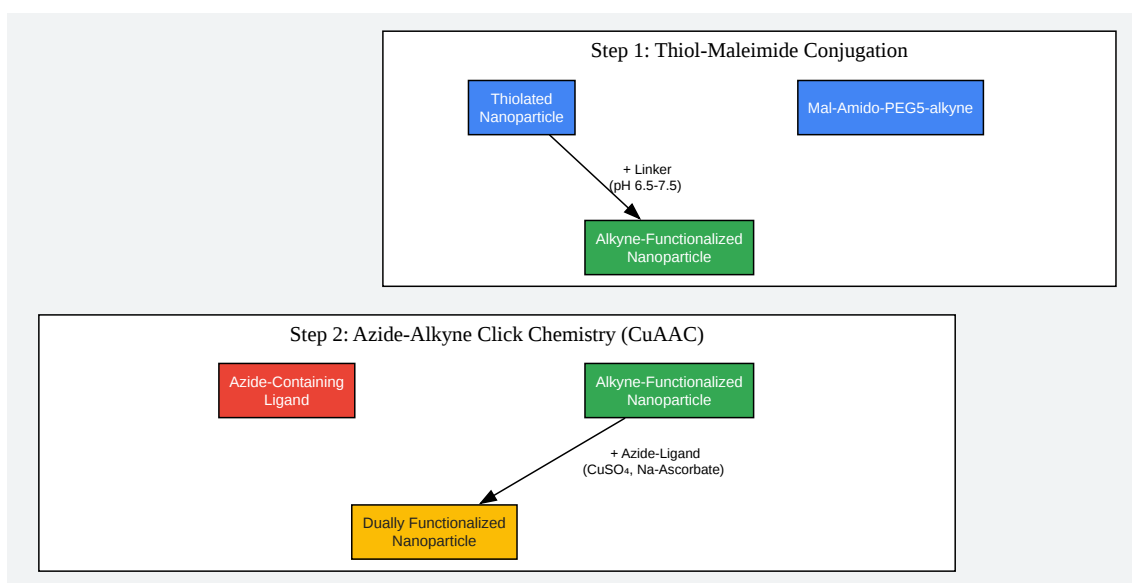 Step 1: Thiol-Maleimide Conjugation
Thiolated
Nanoparticle
Mal-Amido-PEG5-alkyne
+ Linker
(pH 6.5-7.5)
Alkyne-Functionalized
Nanoparticle
Step 2: Azide-Alkyne Click Chemistry (CuAAC)
Azide-Containing
Ligand
Alkyne-Functionalized
Nanoparticle
+ Azide-Ligand
(CuSO₄, Na-Ascorbate)
Dually Functionalized
Nanoparticle